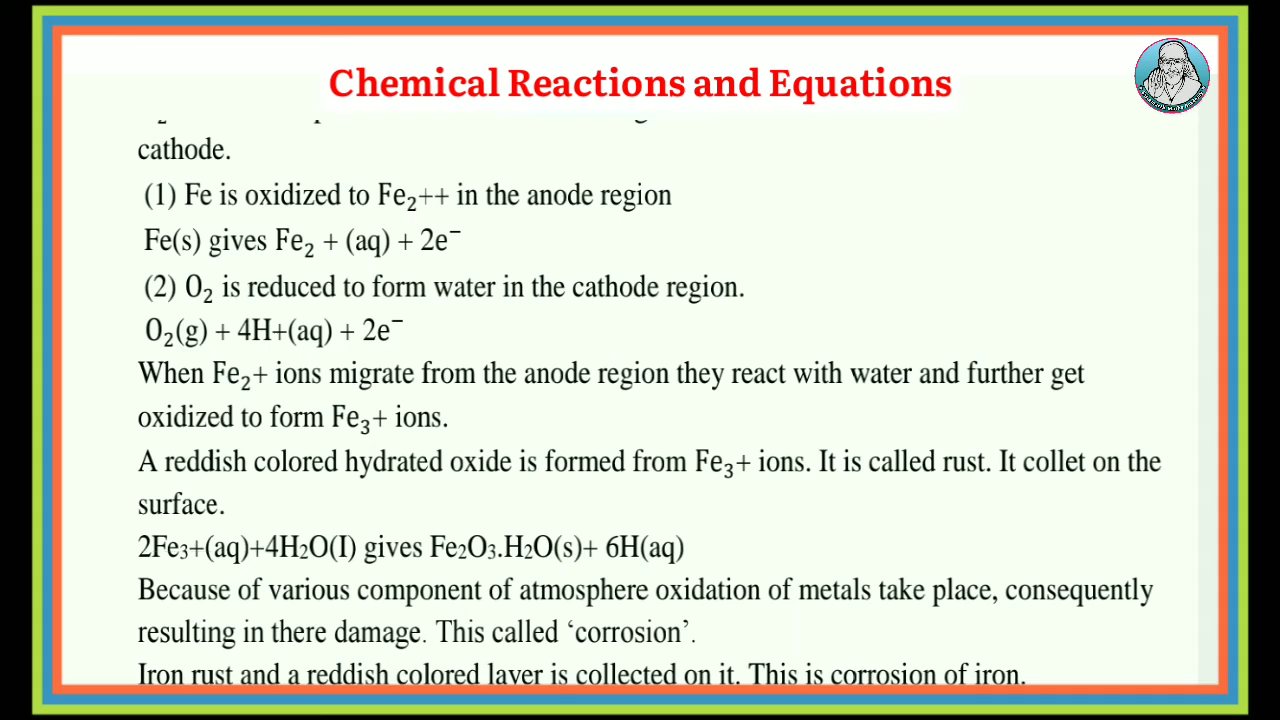 Chemical Reactions and Equations
cathode.
(1) Fe is oxidized to Fe₂++ in the anode region
Fe(s) gives Fe₂ + (aq) + 2e⁻
(2) O₂ is reduced to form water in the cathode region.
O₂(g) + 4H+(aq) + 2e⁻
When Fe₂+ ions migrate from the anode region they react with water and further get
oxidized to form Fe₃+ ions.
A reddish colored hydrated oxide is formed from Fe₃+ ions. It is called rust. It collet on the
surface.
2Fe₃+(aq)+4H₂O(I) gives Fe₂O₃.H₂O(s)+ 6H(aq)
Because of various component of atmosphere oxidation of metals take place, consequently
resulting in there damage. This called ‘corrosion’.
Iron rust and a reddish colored layer is collected on it. This is corrosion of iron.